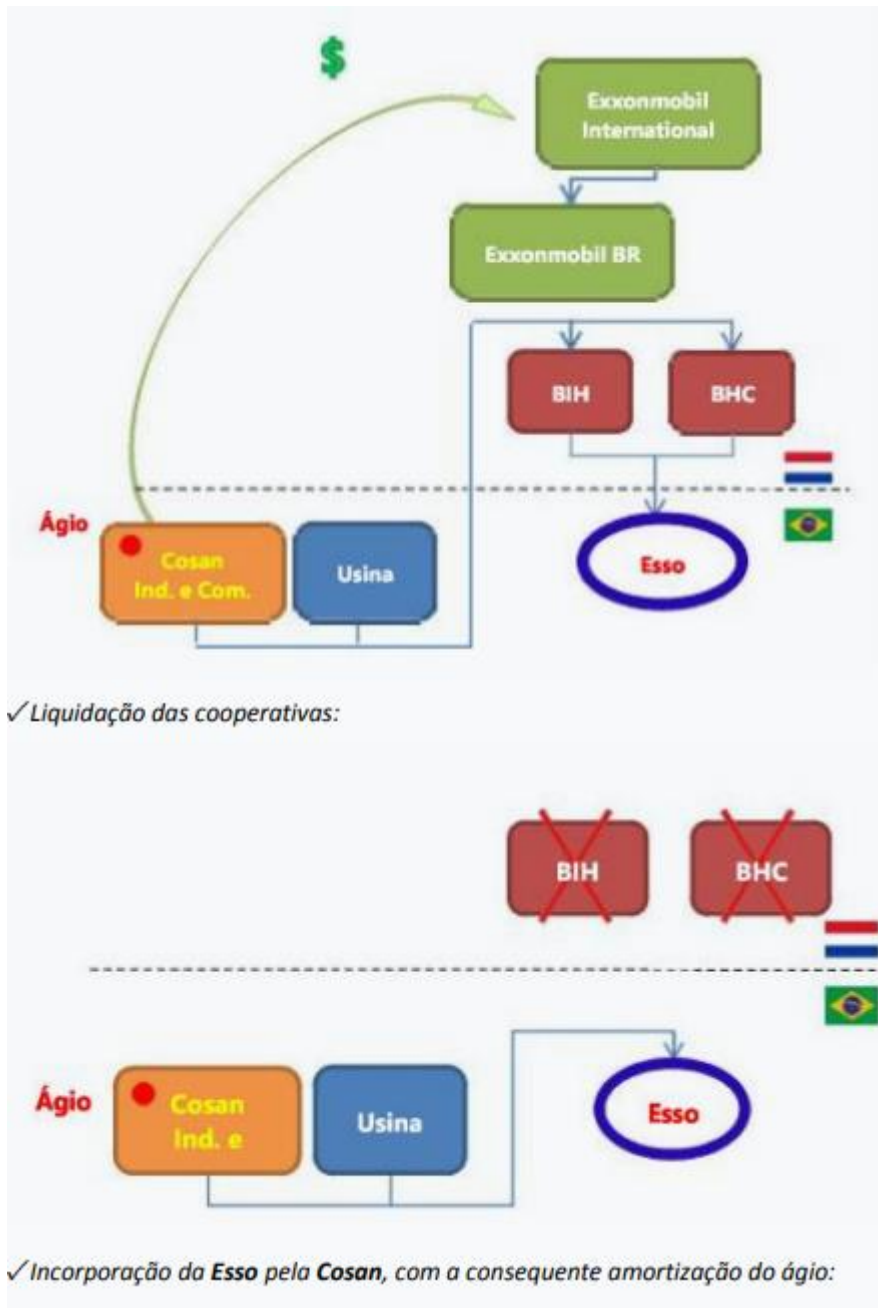 $
Exxonmobil
International
Exxonmobil BR
BIH
BHC
Ágio
Cosan
Ind. e Com.
Usina
Esso
✓Liquidação das cooperativas:
BIH
BHC
Ágio
Cosan
Ind. e
Usina
Esso
✓Incorporação da Esso pela Cosan, com a consequente amortização do ágio: